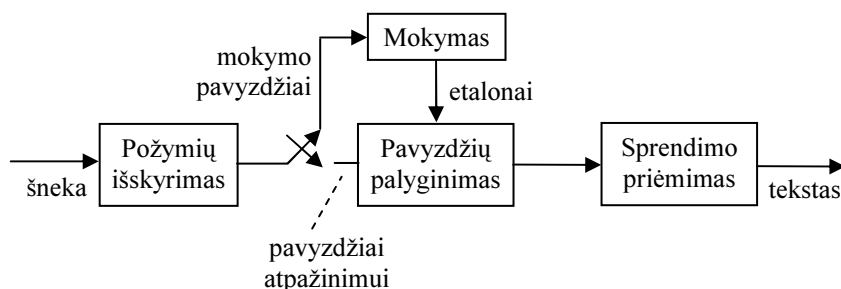 Mokymas
mokymo
pavyzdžiai
etalonai
šneka
Požymių
išskyrimas
Pavyzdžių
palyginimas
Sprendimo
priėmimas
tekstas
pavyzdžiai
atpažinimui